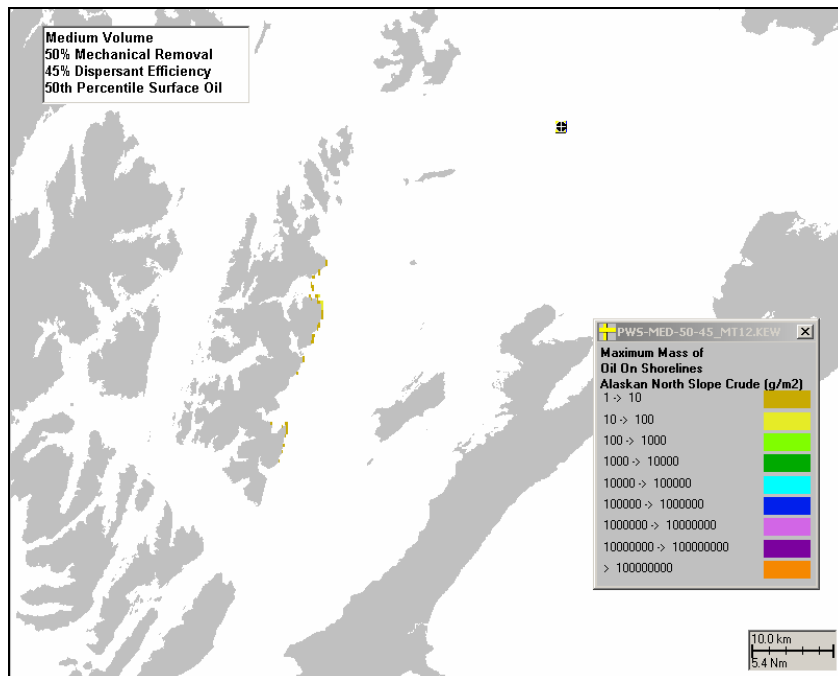 Medium Volume
50% Mechanical Removal
45% Dispersant Efficiency
50th Percentile Surface Oil
PWS-MED-50-45_MT12.KEW
Maximum Mass of
Oil On Shorelines
Alaskan North Slope Crude (g/m2)
1 -> 10
10 -> 100
100 -> 1000
1000 -> 10000
10000 -> 100000
100000 -> 1000000
1000000 -> 10000000
10000000 -> 100000000
> 100000000
10.0 km
5.4 Nm